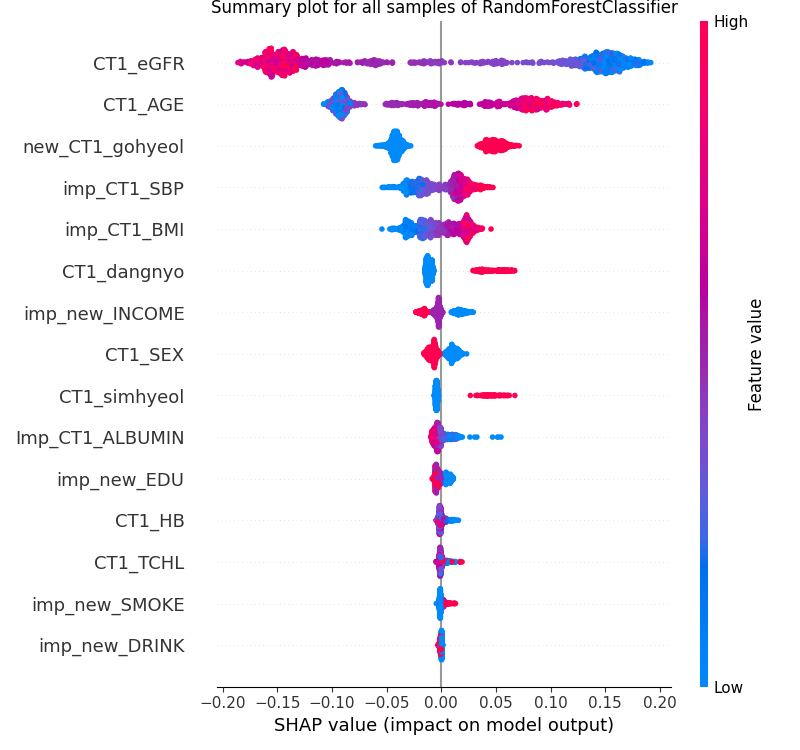 Summary plot for all samples of RandomForestClassifier
High
CT1_eGFR
CT1_AGE
new_CT1_gohyeol
imp_CT1_SBP
imp_CT1_BMI
CT1_dangnyo
imp_new_INCOME
CT1_SEX
CT1_simhyeol
Imp_CT1_ALBUMIN
imp_new_EDU
CT1_HB
CT1_TCHL
imp_new_SMOKE
imp_new_DRINK
Feature value
Low
−0.20 −0.15 −0.10 −0.05 0.00 0.05 0.10 0.15 0.20
SHAP value (impact on model output)